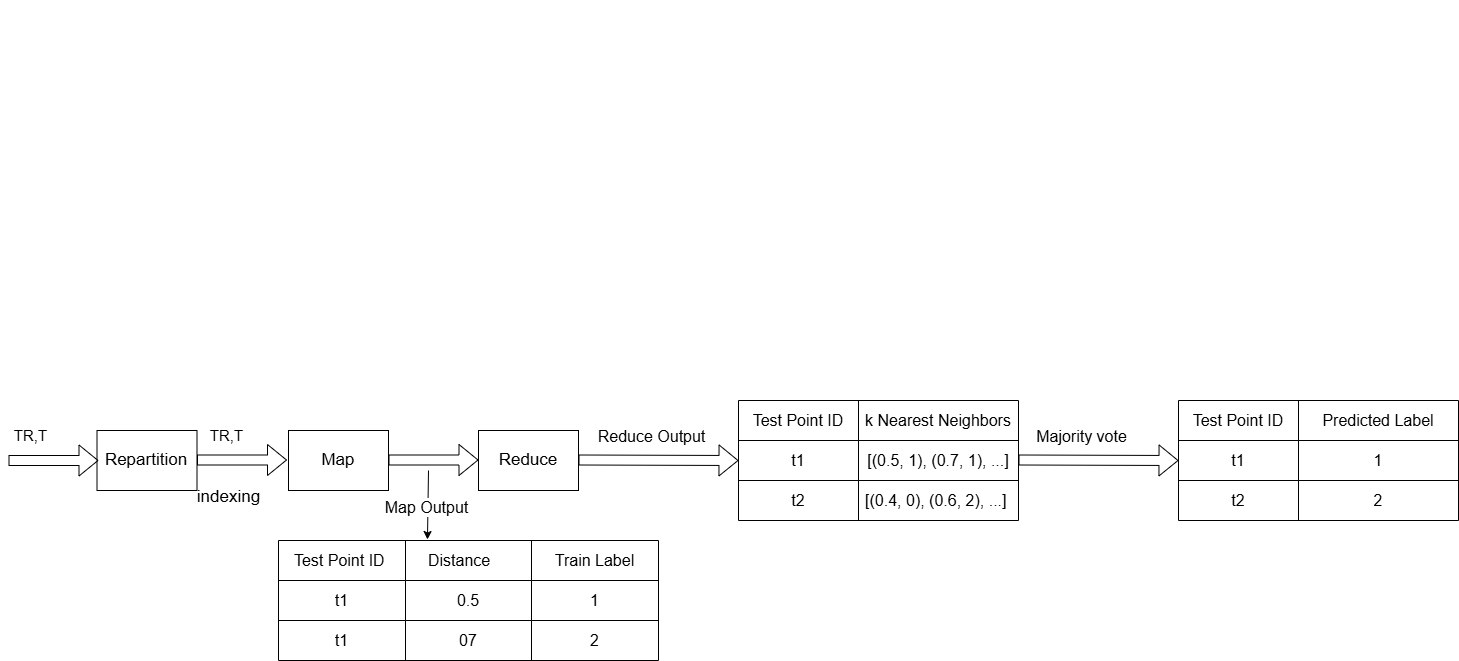 TR,T
Repartition
TR,T
indexing
Map
Map Output
Reduce
Reduce Output
Test Point ID k Nearest Neighbors
t1 [(0.5, 1), (0.7, 1), ...]
t2 [(0.4, 0), (0.6, 2), ...]
Majority vote
Test Point ID Predicted Label
t1 1
t2 2
Test Point ID Distance Train Label
t1 0.5 1
t1 07 2